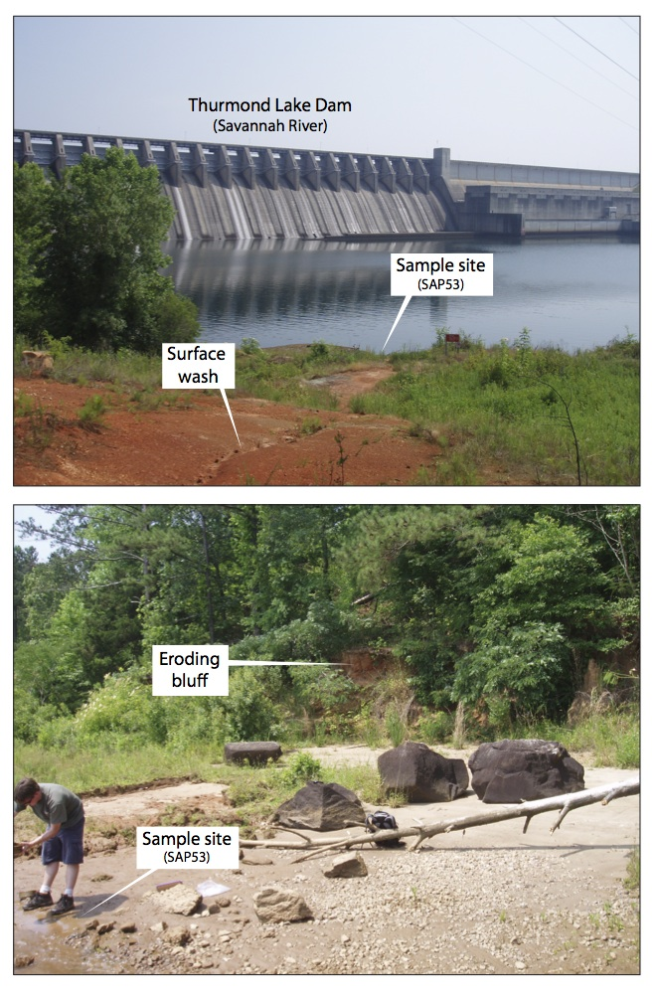 Thurmond Lake Dam
(Savannah River)
Sample site
(SAP53)
Surface
wash
Eroding
bluff
Sample site
(SAP53)